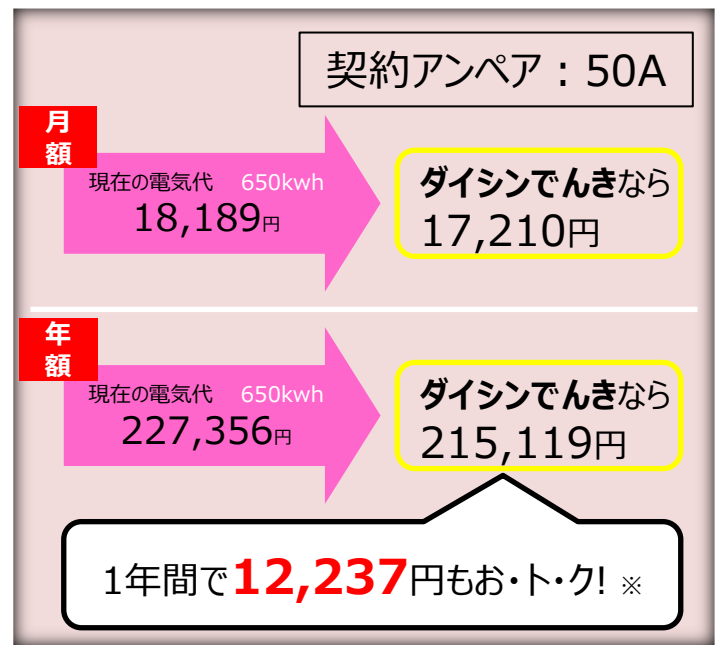 契約アンペア：50A
月額
現在の電気代 650kwh
18,189円
ダイシンでんきなら
17,210円
年額
現在の電気代 650kwh
227,356円
ダイシンでんきなら
215,119円
1年間で12,237円もお・ト・ク! ※